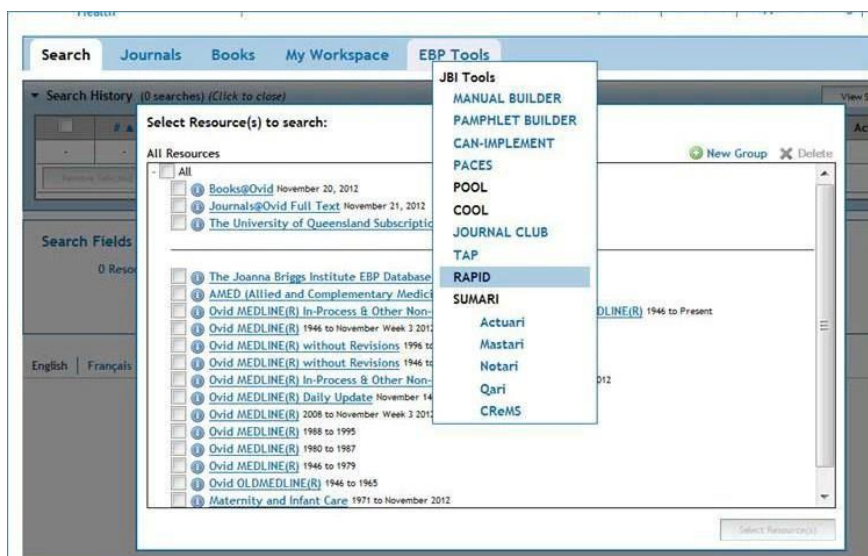 Health
Search Journals Books My Workspace EBP Tools
Search History (0 searches) (Click to close)
View S
# ▲
Ac
Select Resource(s) to search:
All Resources
New Group Delete
All
Books@Ovid November 20, 2012
Journals@Ovid Full Text November 21, 2012
The University of Queensland Subscriptio
The Joanna Briggs Institute EBP Database
AMED (Allied and Complementary Medici
Ovid MEDLINE(R) In-Process & Other Non- DLINE(R) 1946 to Present
Ovid MEDLINE(R) 1946 to November Week 3 2012
Ovid MEDLINE(R) without Revisions 1996 to
Ovid MEDLINE(R) without Revisions 1946 to
Ovid MEDLINE(R) In-Process & Other Non- 012
Ovid MEDLINE(R) Daily Update November 14
Ovid MEDLINE(R) 2008 to November Week 3 2012
Ovid MEDLINE(R) 1988 to 1995
Ovid MEDLINE(R) 1980 to 1987
Ovid MEDLINE(R) 1946 to 1979
Ovid OLDMEDLINE(R) 1946 to 1965
Maternity and Infant Care 1971 to November 2012
Select Resource(s)
JBI Tools
MANUAL BUILDER
PAMPHLET BUILDER
CAN-IMPLEMENT
PACES
POOL
COOL
JOURNAL CLUB
TAP
RAPID
SUMARI
Actuari
Mastari
Notari
Qari
CReMS
Remove Selected
Search Fields
0 Resou
English | Français